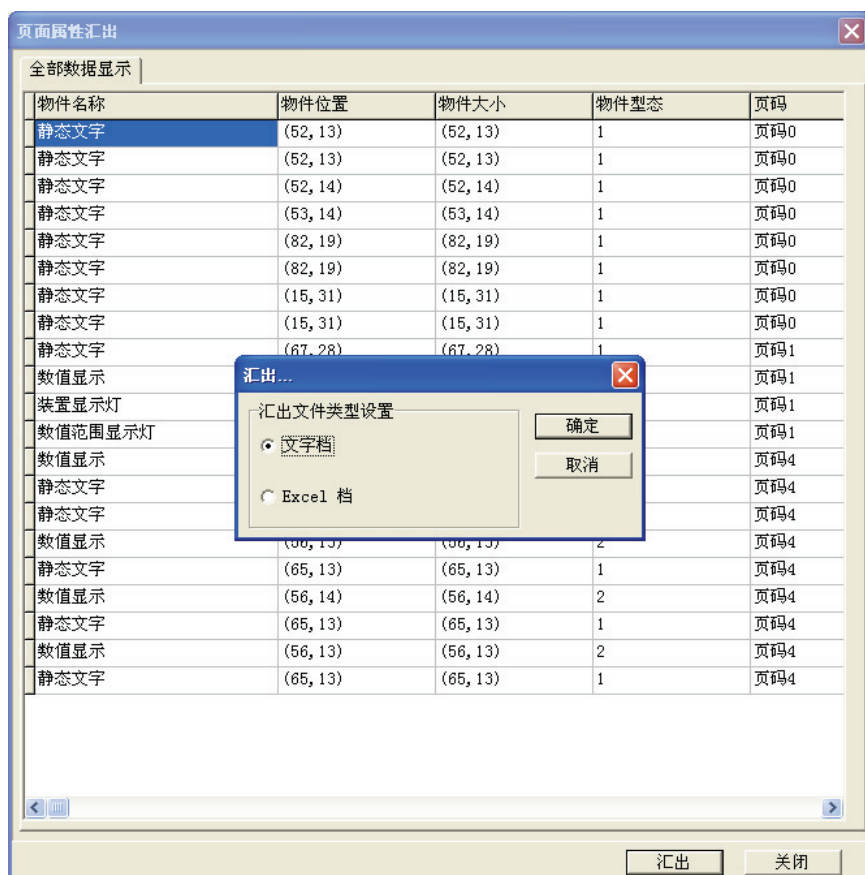 页面属性汇出
全部数据显示
物件名称 物件位置 物件大小 物件型态 页码
静态文字 (52, 13) (52, 13) 1 页码0
静态文字 (52, 13) (52, 13) 1 页码0
静态文字 (52, 14) (52, 14) 1 页码0
静态文字 (53, 14) (53, 14) 1 页码0
静态文字 (82, 19) (82, 19) 1 页码0
静态文字 (82, 19) (82, 19) 1 页码0
静态文字 (15, 31) (15, 31) 1 页码0
静态文字 (15, 31) (15, 31) 1 页码0
静态文字 (67, 28) (67, 28) 1 页码1
数值显示 页码1
装置显示灯 页码1
数值范围显示灯 页码1
数值显示 页码4
静态文字 页码4
静态文字 页码4
数值显示 (56, 13) (56, 13) 2 页码4
静态文字 (65, 13) (65, 13) 1 页码4
数值显示 (56, 14) (56, 14) 2 页码4
静态文字 (65, 13) (65, 13) 1 页码4
数值显示 (56, 13) (56, 13) 2 页码4
静态文字 (65, 13) (65, 13) 1 页码4
汇出...
汇出文件类型设置
文字档
Excel 档
确定
取消
汇出 关闭